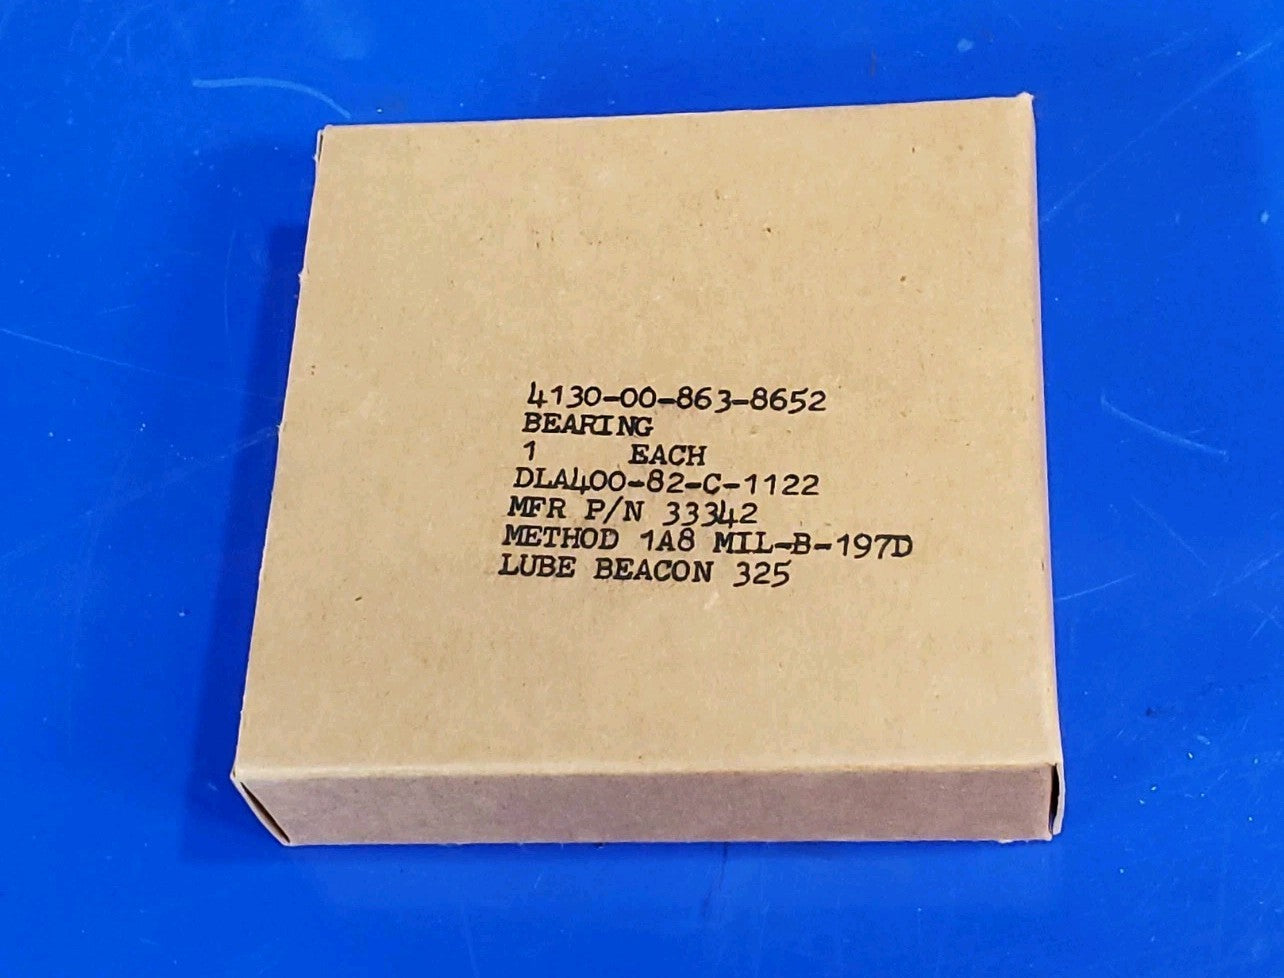 4130-00-863-8652
BEARING
1 EACH
DLA400-82-C-1122
MFR P/N 33342
METHOD 1A8 MIL-B-197D
LUBE BEACON 325